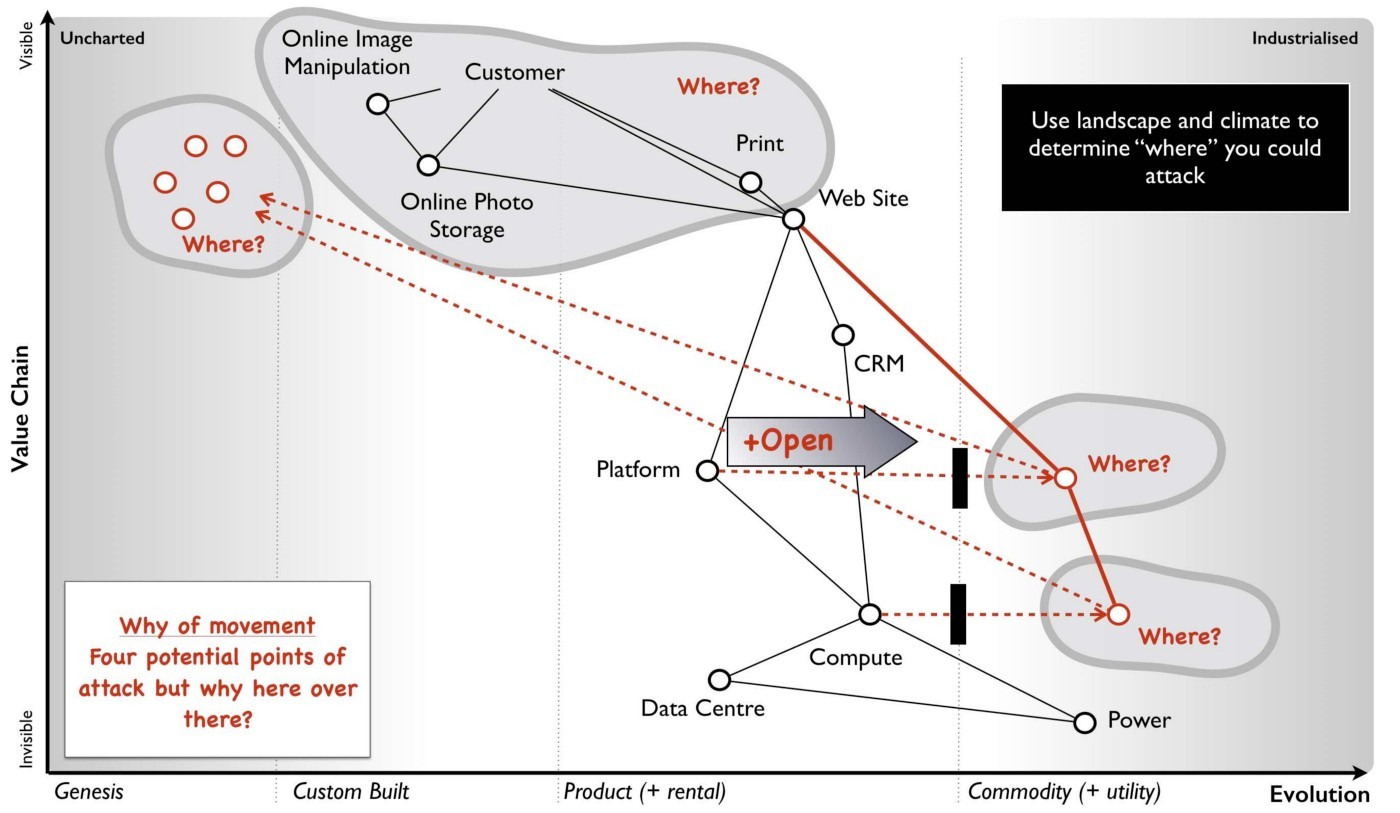 Visible
Uncharted
Industrialised
Online Image
Manipulation
Customer
Where?
Use landscape and climate to
determine “where” you could
attack
Print
Web Site
Online Photo
Storage
Where?
Value Chain
CRM
+Open
Platform
Where?
Why of movement
Four potential points of
attack but why here over
there?
Where?
Compute
Data Centre
Power
Invisible
Genesis
Custom Built
Product (+ rental)
Commodity (+ utility)
Evolution